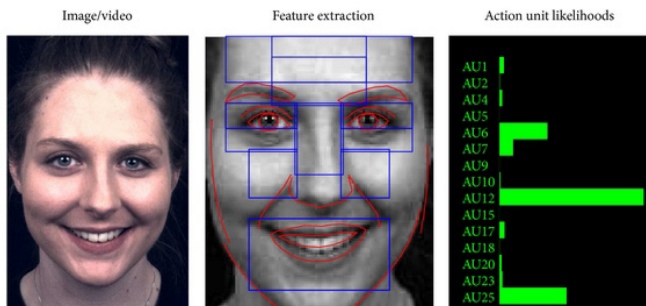 Image/video
Feature extraction
Action unit likelihoods
AU1
AU2
AU4
AU5
AU6
AU7
AU9
AU10
AU12
AU15
AU17
AU18
AU20
AU23
AU25